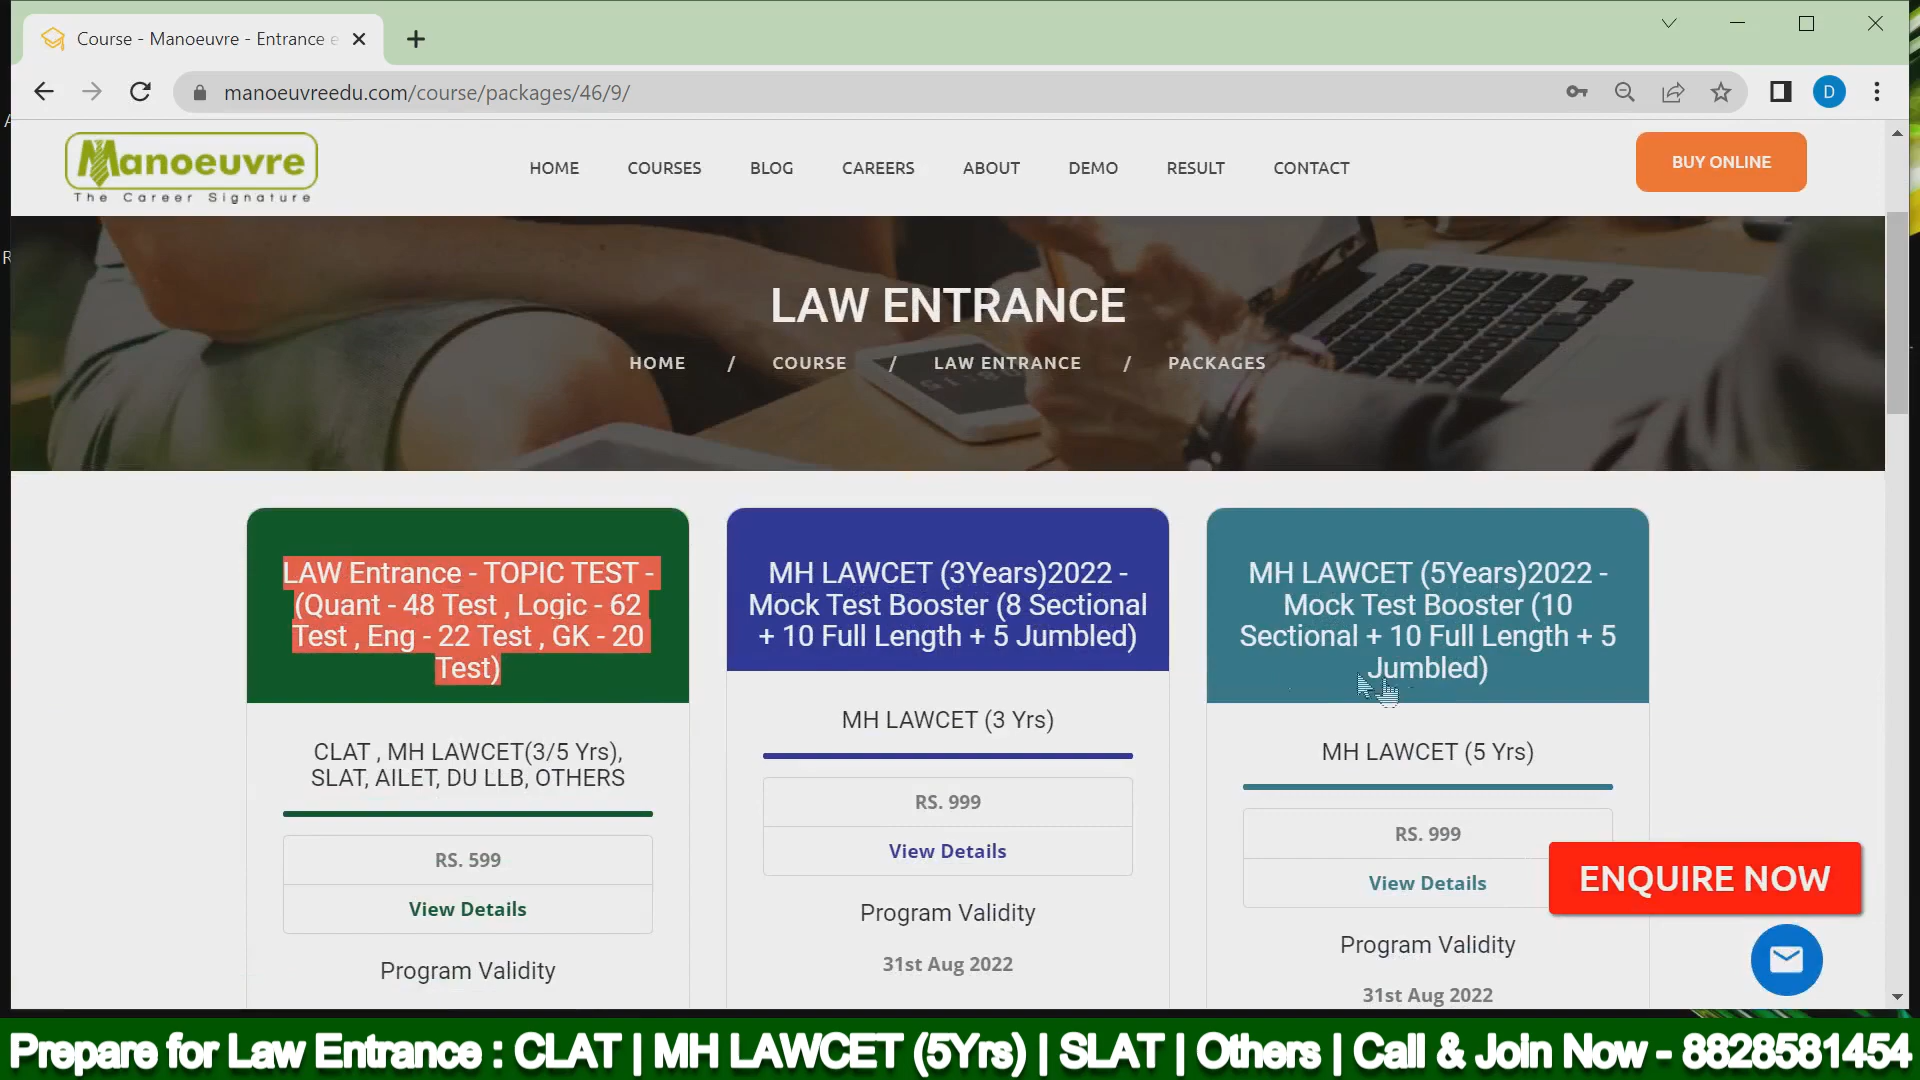 Course - Manoeuvre - Entrance e
manoeuvreedu.com/course/packages/46/9/
D
Manoeuvre
The Career Signature
HOME COURSES BLOG CAREERS ABOUT DEMO RESULT CONTACT
BUY ONLINE
LAW ENTRANCE
HOME / COURSE / LAW ENTRANCE / PACKAGES
LAW Entrance - TOPIC TEST -
(Quant - 48 Test , Logic - 62
Test , Eng - 22 Test , GK - 20
Test)
CLAT , MH LAWCET(3/5 Yrs),
SLAT, AILET, DU LLB, OTHERS
RS. 599
View Details
Program Validity
MH LAWCET (3Years)2022 -
Mock Test Booster (8 Sectional
+ 10 Full Length + 5 Jumbled)
MH LAWCET (3 Yrs)
RS. 999
View Details
Program Validity
31st Aug 2022
MH LAWCET (5Years)2022 -
Mock Test Booster (10
Sectional + 10 Full Length + 5
Jumbled)
MH LAWCET (5 Yrs)
RS. 999
View Details
Program Validity
31st Aug 2022
ENQUIRE NOW
Prepare for Law Entrance : CLAT | MH LAWCET (5Yrs) | SLAT | Others | Call & Join Now - 8828581454